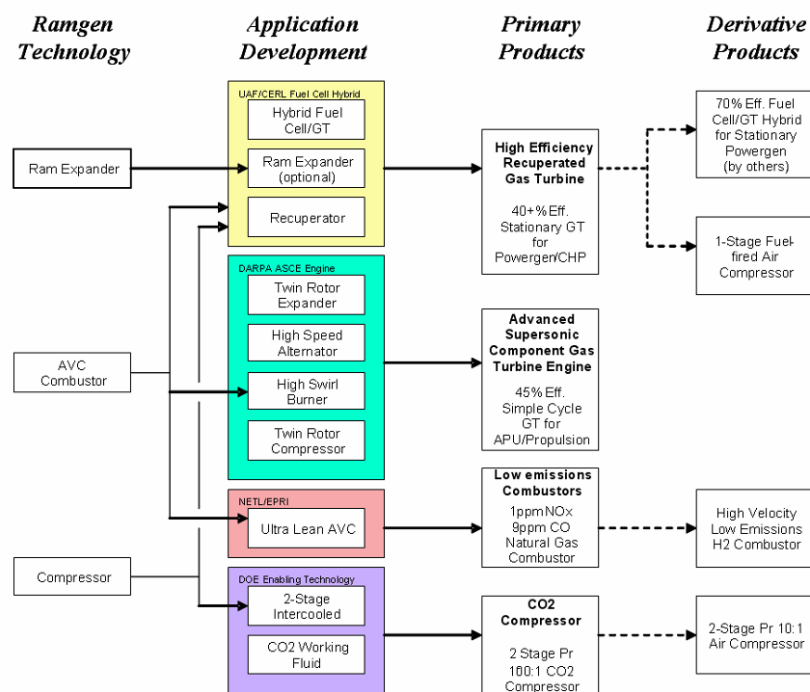 Ramgen
Technology
Application
Development
Primary
Products
Derivative
Products
UAF/CERL Fuel Cell Hybrid
Hybrid Fuel
Cell/GT
Ram Expander
Ram Expander
(optional)
Recuperator
High Efficiency
Recuperated
Gas Turbine
40+% Eff.
Stationary GT
for
Powergen/CHP
70% Eff. Fuel
Cell/GT Hybrid
for Stationary
Powergen
(by others)
1-Stage Fuel-
fired Air
Compressor
DARPA ASCE Engine
Twin Rotor
Expander
High Speed
Alternator
AVC
Combustor
High Swirl
Burner
Twin Rotor
Compressor
Advanced
Supersonic
Component Gas
Turbine Engine
45% Eff.
Simple Cycle
GT for
APU/Propulsion
NETL/EPRI
Ultra Lean AVC
Low emissions
Combustors
1ppmNOx
9ppm CO
Natural Gas
Combustor
High Velocity
Low Emissions
H2 Combustor
Compressor
DOE Enabling Technology
2-Stage
Intercooled
CO2 Working
Fluid
CO2
Compressor
2 Stage Pr
100:1 CO2
Compressor
2-Stage Pr 10:1
Air Compressor